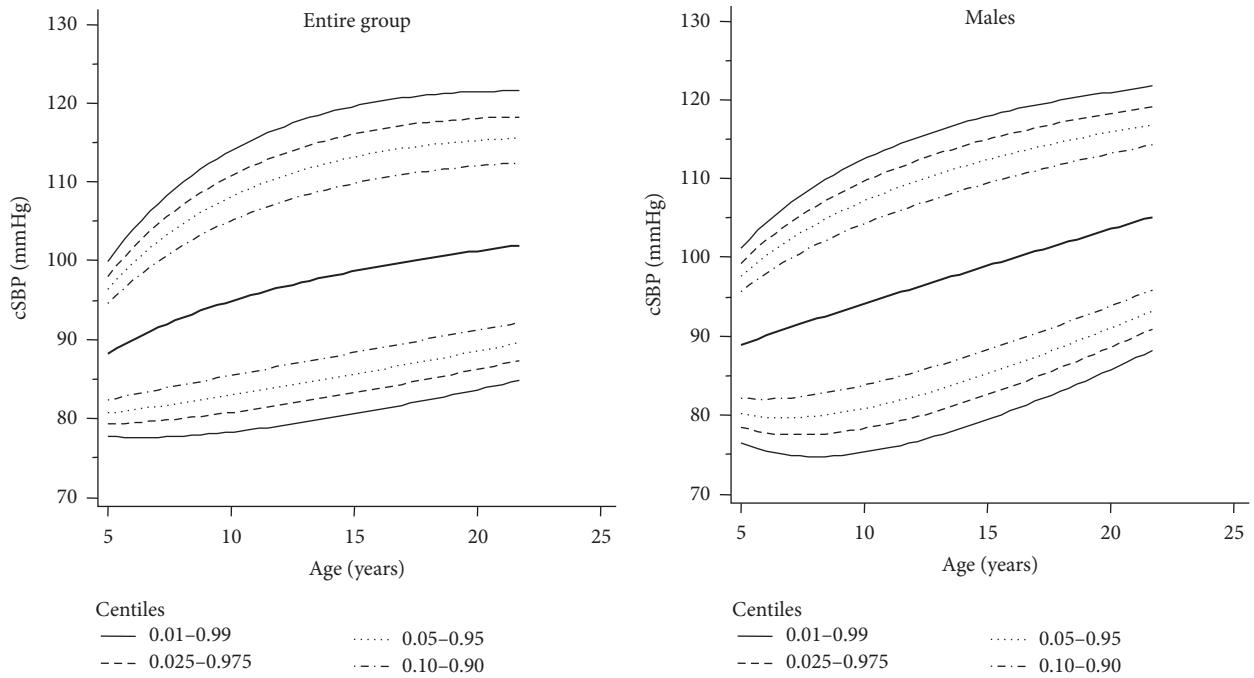 Entire group
130
120
110
100
90
80
70
cSBP (mmHg)
5 10 15 20 25
Age (years)
Centiles
0.01–0.99
0.025–0.975
0.05–0.95
0.10–0.90
Males
130
120
110
100
90
80
70
cSBP (mmHg)
5 10 15 20 25
Age (years)
Centiles
0.01–0.99
0.025–0.975
0.05–0.95
0.10–0.90